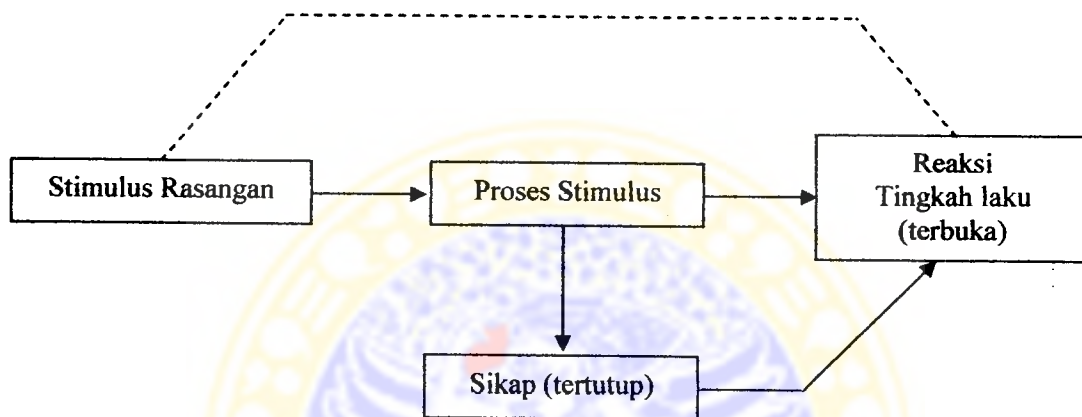 Stimulus Rasangan
Proses Stimulus
Reaksi
Tingkah laku
(terbuka)
Sikap (tertutup)